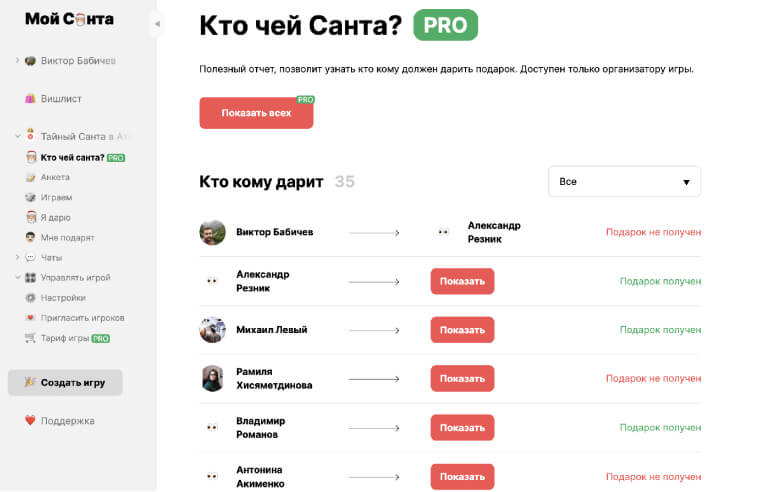 Мой Санта
Виктор Бабичев
Вишлист
Тайный Санта в
Кто чей санта? PRO
Анкета
Играем
Я дарю
Мне подарят
Чаты
Управлять игрой
Настройки
Пригласить игроков
Тариф игры PRO
Создать игру
Поддержка
Кто чей Санта? PRO
Полезный отчет, позволит узнать кто кому должен дарить подарок. Доступен только организатору игры.
Показать всех PRO
Кто кому дарит 35
Все
Виктор Бабичев
Александр
Резник
Подарок не получен
Александр
Резник
Показать
Подарок получен
Михаил Левый
Показать
Подарок получен
Рамиля
Хисяметдинова
Показать
Подарок не получен
Владимир
Романов
Показать
Подарок получен
Антонина
Акименко
Показать
Подарок не получен